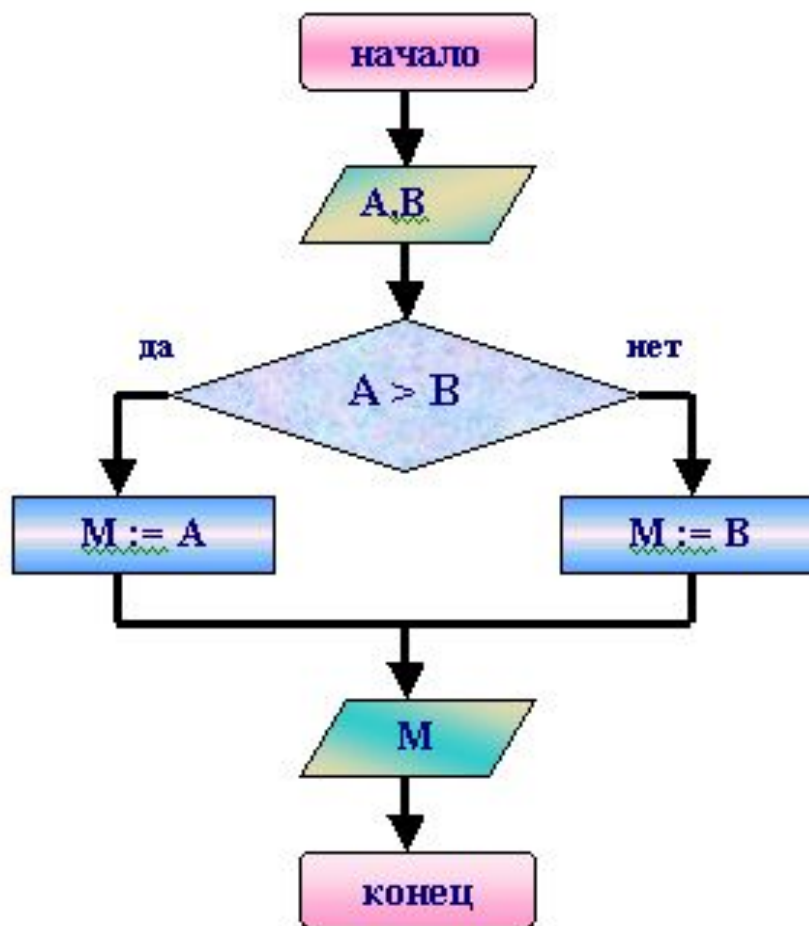 начало
A,B
да
нет
A > B
M := A
M := B
M
конец